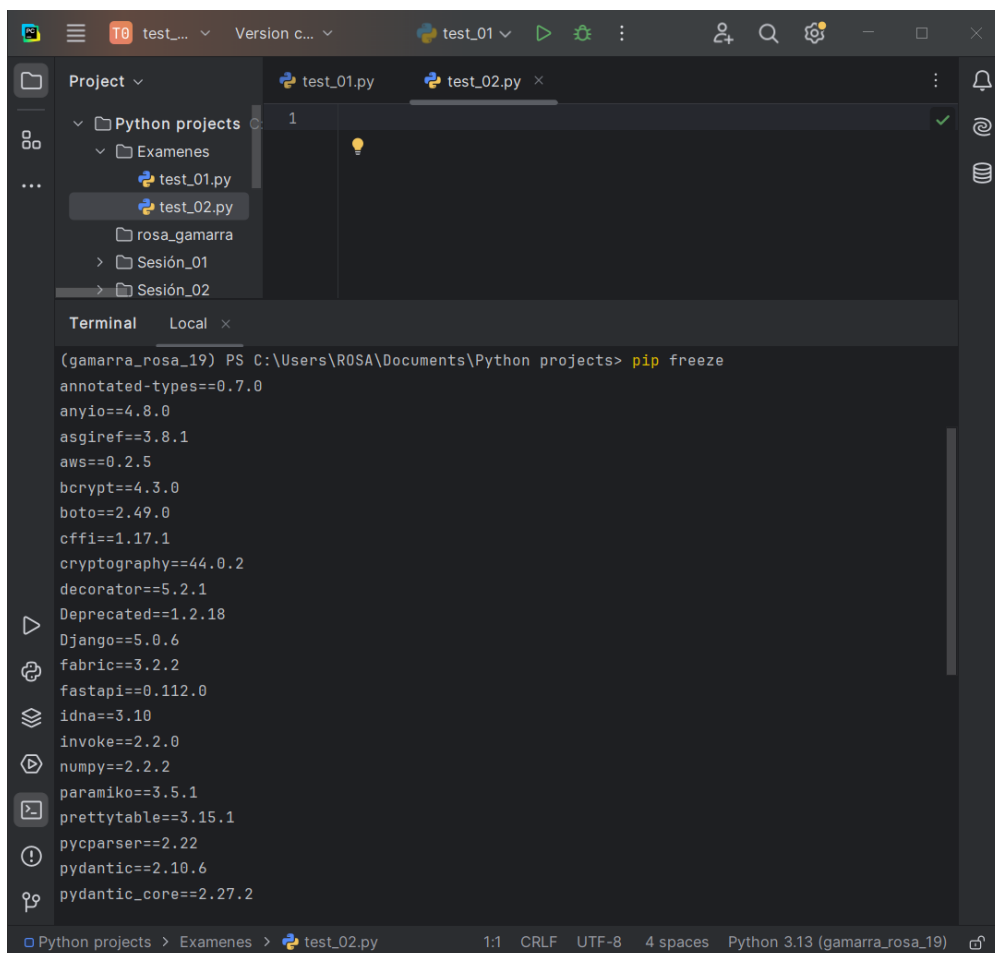 PC
T0 test_... Version c... test_01
Project
test_01.py test_02.py
Python projects
1
Examenes
test_01.py
test_02.py
rosa_gamarra
Sesión_01
Sesión_02
Terminal Local
(gamarra_rosa_19) PS C:\Users\ROSA\Documents\Python projects> pip freeze
annotated-types==0.7.0
anyio==4.8.0
asgiref==3.8.1
aws==0.2.5
bcrypt==4.3.0
boto==2.49.0
cffi==1.17.1
cryptography==44.0.2
decorator==5.2.1
Deprecated==1.2.18
Django==5.0.6
fabric==3.2.2
fastapi==0.112.0
idna==3.10
invoke==2.2.0
numpy==2.2.2
paramiko==3.5.1
prettytable==3.15.1
pycparser==2.22
pydantic==2.10.6
pydantic_core==2.27.2
Python projects > Examenes > test_02.py 1:1 CRLF UTF-8 4 spaces Python 3.13 (gamarra_rosa_19)